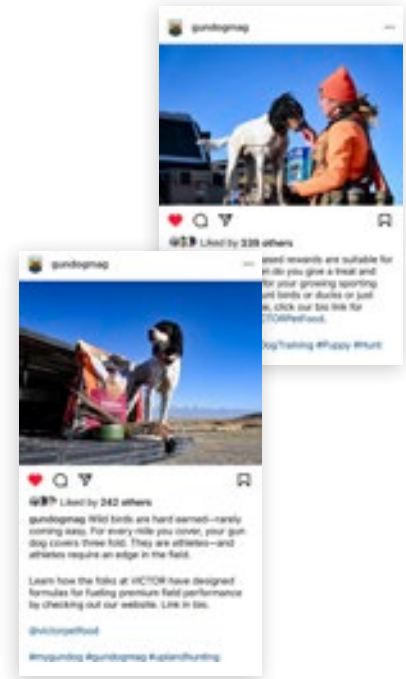 gundogmag
Liked by 339 others
ased rewards are suitable for
n do you give a treat and
for your growing sporting
unt birds or ducks or just
e, click our bio link for
CTORPetFood.
DogTraining #Puppy #Hunt
gundogmag
Liked by 242 others
gundogmag Wild birds are hard earned—rarely
coming easy. For every mile you cover, your gun
dog covers three fold. They are athletes—and
athletes require an edge in the field.
Learn how the folks at VICTOR have designed
formulas for fueling premium field performance
by checking out our website. Link in bio.
@victorpetfood
#mygundog #gundogmag #uplandhunting